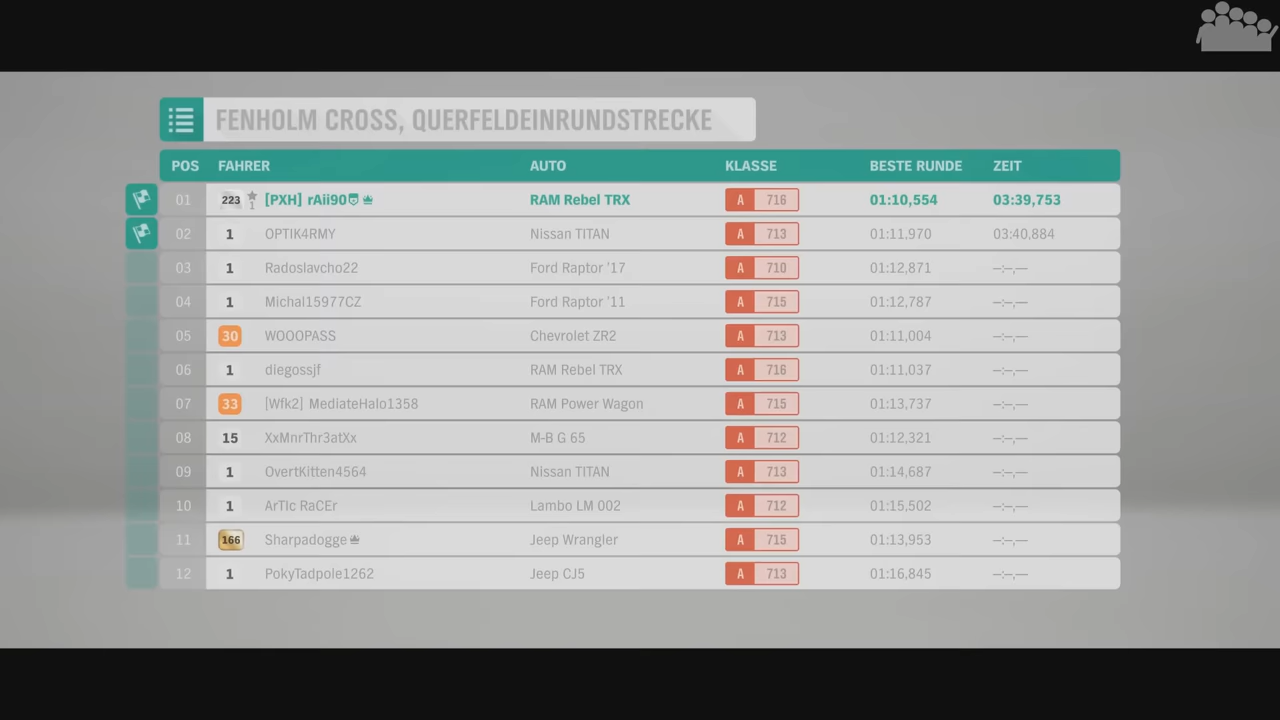 FENHOLM CROSS, QUERFELDEINRUNDSTRECKE
POS FAHRER AUTO KLASSE BESTE RUNDE ZEIT
01 223 1 [PXH] rAii90 RAM Rebel TRX A 716 01:10,554 03:39,753
02 1 OPTIK4RMY Nissan TITAN A 713 01:11,970 03:40,884
03 1 Radoslavcho22 Ford Raptor '17 A 710 01:12,871 –:–,––
04 1 Michal15977CZ Ford Raptor '11 A 715 01:12,787 –:–,––
05 30 WOOOPASS Chevrolet ZR2 A 713 01:11,004 –:–,––
06 1 diegossjf RAM Rebel TRX A 716 01:11,037 –:–,––
07 33 [Wfk2] MediateHalo1358 RAM Power Wagon A 715 01:13,737 –:–,––
08 15 XxMnrThr3atXx M-B G 65 A 712 01:12,321 –:–,––
09 1 OvertKitten4564 Nissan TITAN A 713 01:14,687 –:–,––
10 1 ArTIc RaCEr Lambo LM 002 A 712 01:15,502 –:–,––
11 166 Sharpadogge Jeep Wrangler A 715 01:13,953 –:–,––
12 1 PokyTadpole1262 Jeep CJ5 A 713 01:16,845 –:–,––